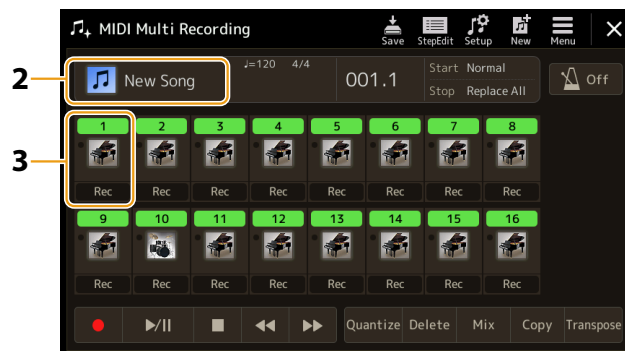 MIDI Multi Recording
Save StepEdit Setup New Menu
2
New Song
♩=120 4/4
001.1
Start Normal
Stop Replace All
Off
3
1 2 3 4 5 6 7 8
Rec Rec Rec Rec Rec Rec Rec Rec
9 10 11 12 13 14 15 16
Rec Rec Rec Rec Rec Rec Rec Rec
Quantize Delete Mix Copy Transpose